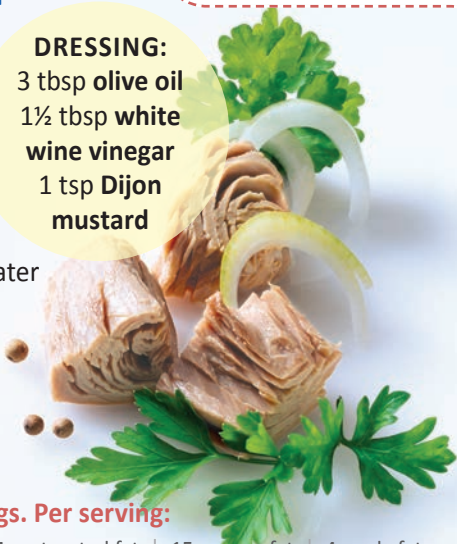 DRESSING:
3 tbsp olive oil
1½ tbsp white
wine vinegar
1 tsp Dijon
mustard
ater
gs. Per serving: